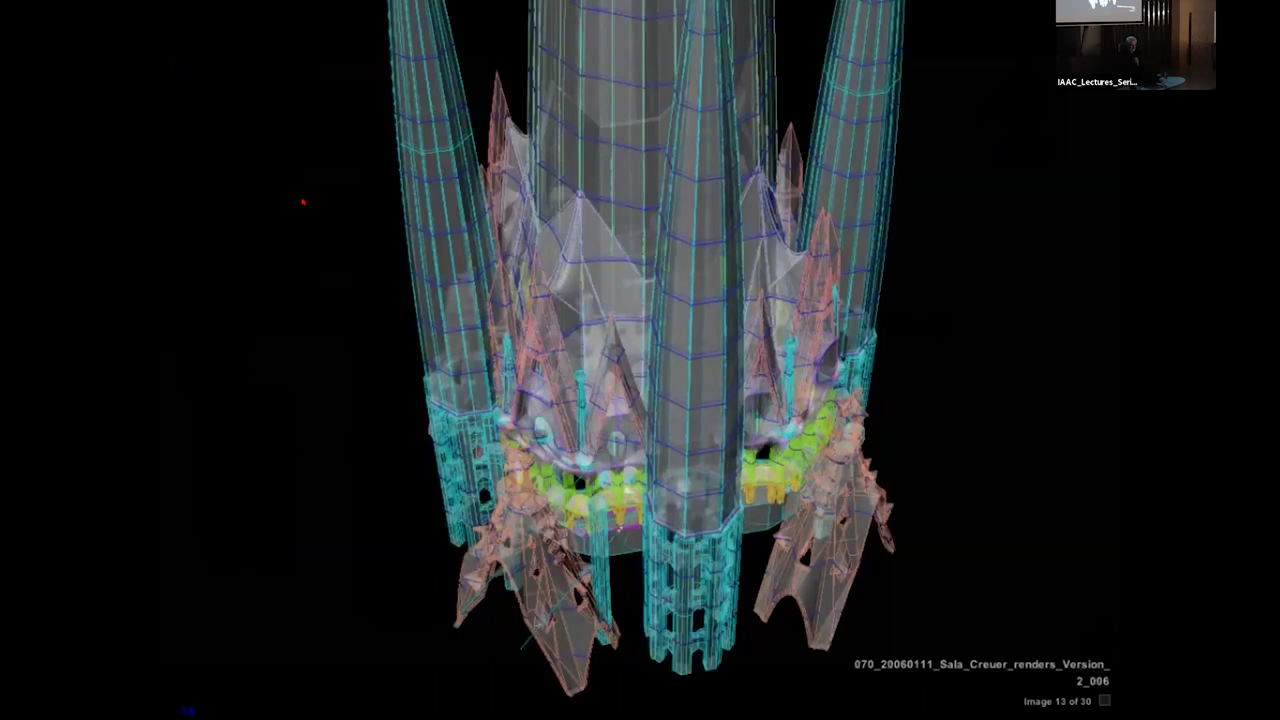 IAAC_Lectures_Seri...
070_20060111_Sala_Creuer_renders_Version_
2_006
Image 13 of 30